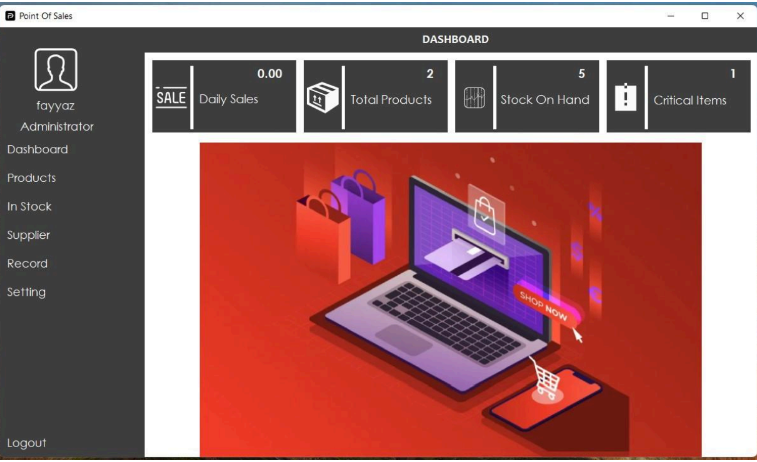 Point Of Sales
DASHBOARD
fayyaz
Administrator
Dashboard
Products
In Stock
Supplier
Record
Setting
Logout
SALE
0.00
Daily Sales
2
Total Products
5
Stock On Hand
1
Critical Items
SHOP NOW